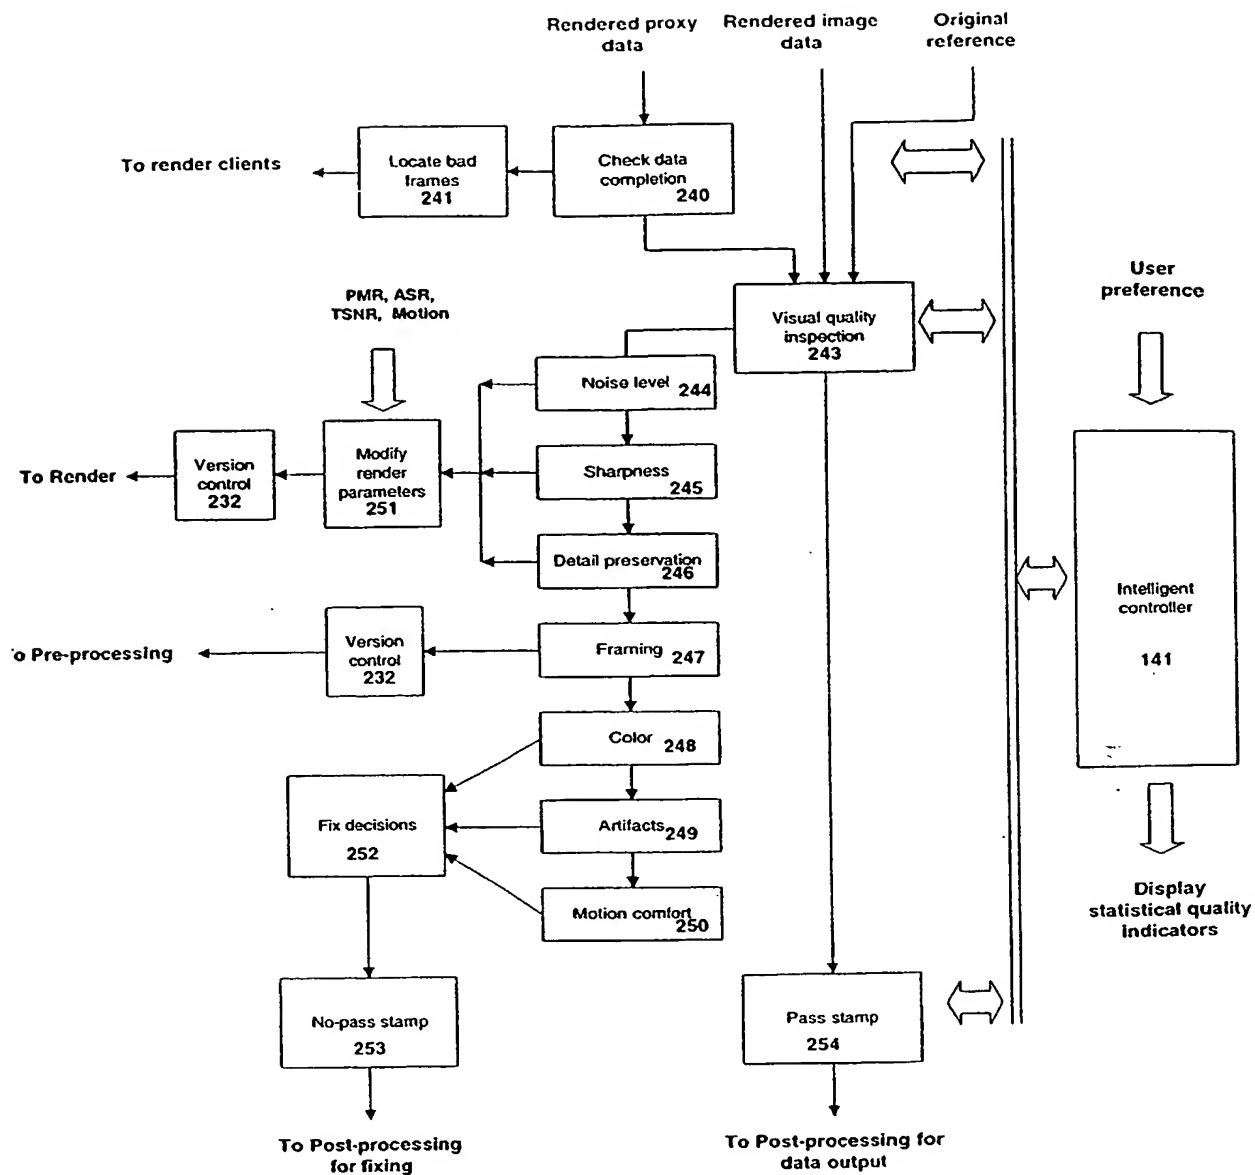 Rendered proxy
data
Rendered image
data
Original
reference
To render clients
Locate bad
frames
241
Check data
completion
240
PMR, ASR,
TSNR, Motion
Visual quality
inspection
243
User
preference
Noise level
244
To Render
Version
control
232
Modify
render
parameters
251
Sharpness
245
Detail preservation
246
Intelligent
controller
141
o Pre-processing
Version
control
232
Framing
247
Color
248
Fix decisions
252
Artifacts
249
Motion comfort
250
Display
statistical quality
Indicators
No-pass stamp
253
Pass stamp
254
To Post-processing
for fixing
To Post-processing for
data output